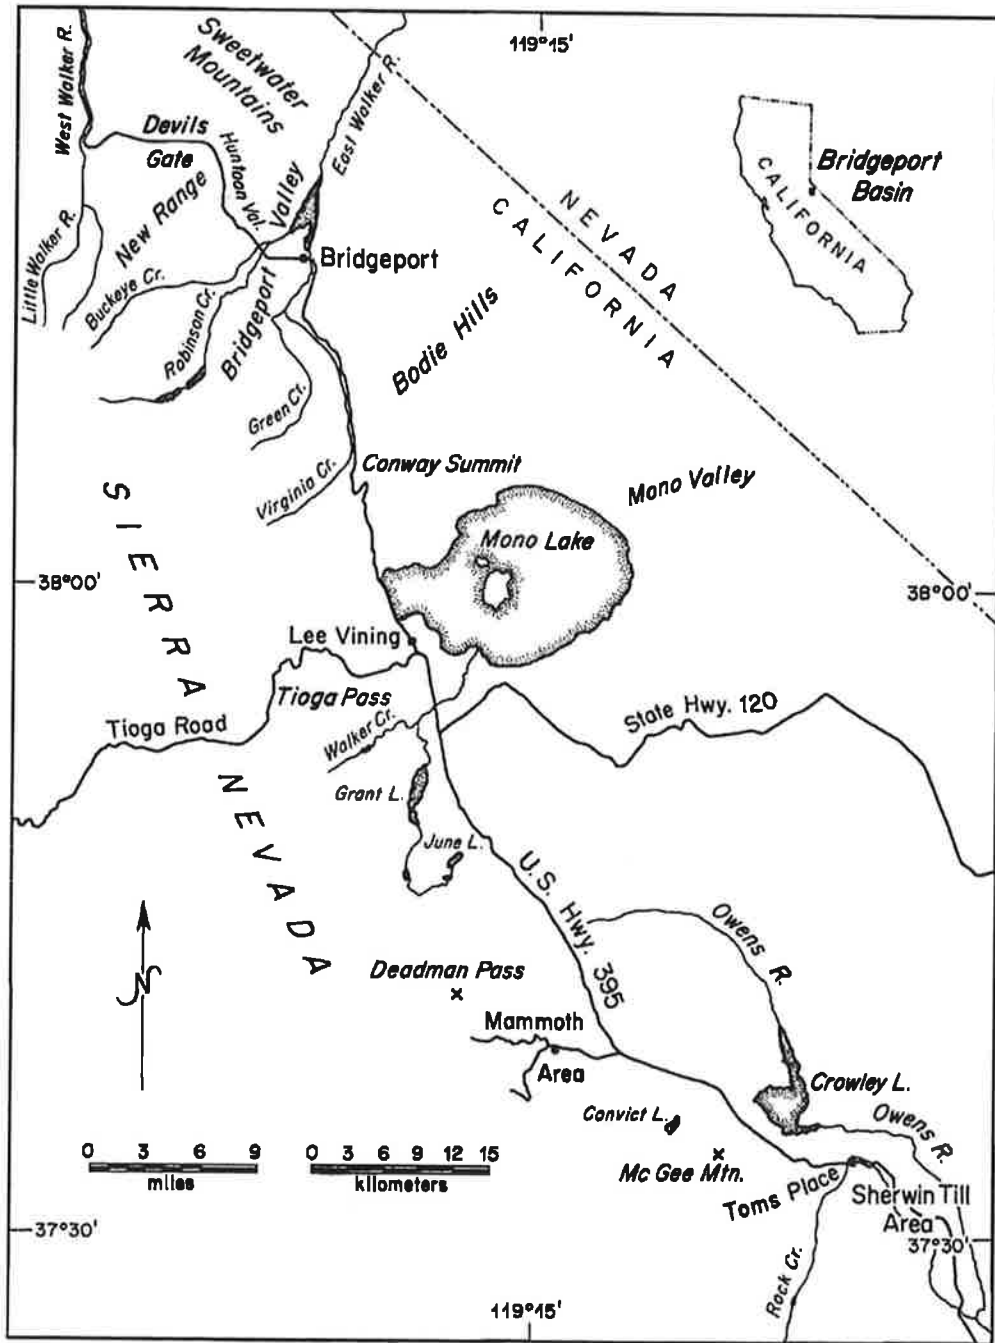 119°15'
West Walker R.
Sweetwater
Mountains
East Walker R.
Devils
Gate
Huntoon Val.
Valley
New Range
Little Walker R.
Buckeye Cr.
Robinson Cr.
Bridgeport
Bridgeport
NEVADA
CALIFORNIA
CALIFORNIA
Bridgeport
Basin
Bodie Hills
Green Cr.
Virginia Cr.
Conway Summit
Mono Valley
Mono Lake
SIERRA
NEVADA
38°00'
38°00'
Lee Vining
Tioga Pass
Tioga Road
Walker Cr.
State Hwy. 120
Grant L.
June L.
U.S. Hwy. 395
Owens R.
Deadman Pass
x
Mammoth
Area
N
Crowley L.
Convict L.
Owens R.
x
Mc Gee Mtn.
Toms Place
Sherwin Till
Area
Rock Cr.
0 3 6 9
miles
0 3 6 9 12 15
kilometers
37°30'
37°30'
119°15'